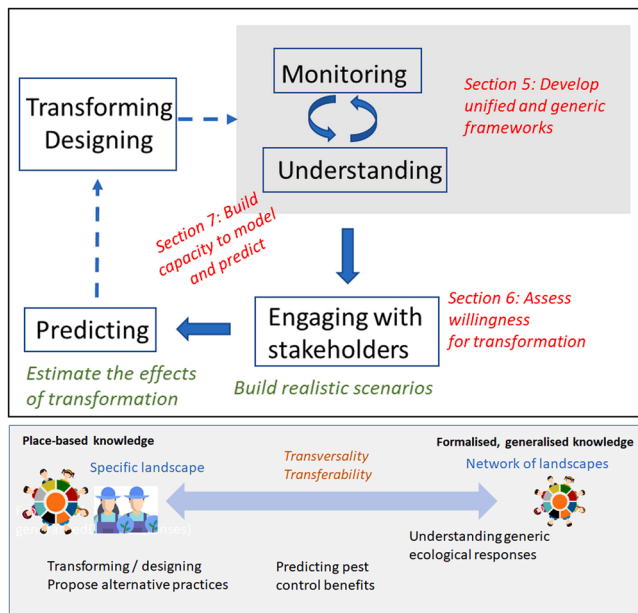 Monitoring
Understanding
Transforming
Designing
Section 5: Develop
unified and generic
frameworks
Section 7: Build
capacity to model
and predict
Engaging with
stakeholders
Section 6: Assess
willingness
for transformation
Predicting
Estimate the effects
of transformation
Build realistic scenarios
Place-based knowledge
Formalised, generalised knowledge
Specific landscape
Transversality
Transferability
Network of landscapes
Understanding generic
ecological responses
Transforming / designing
Propose alternative practices
Predicting pest
control benefits